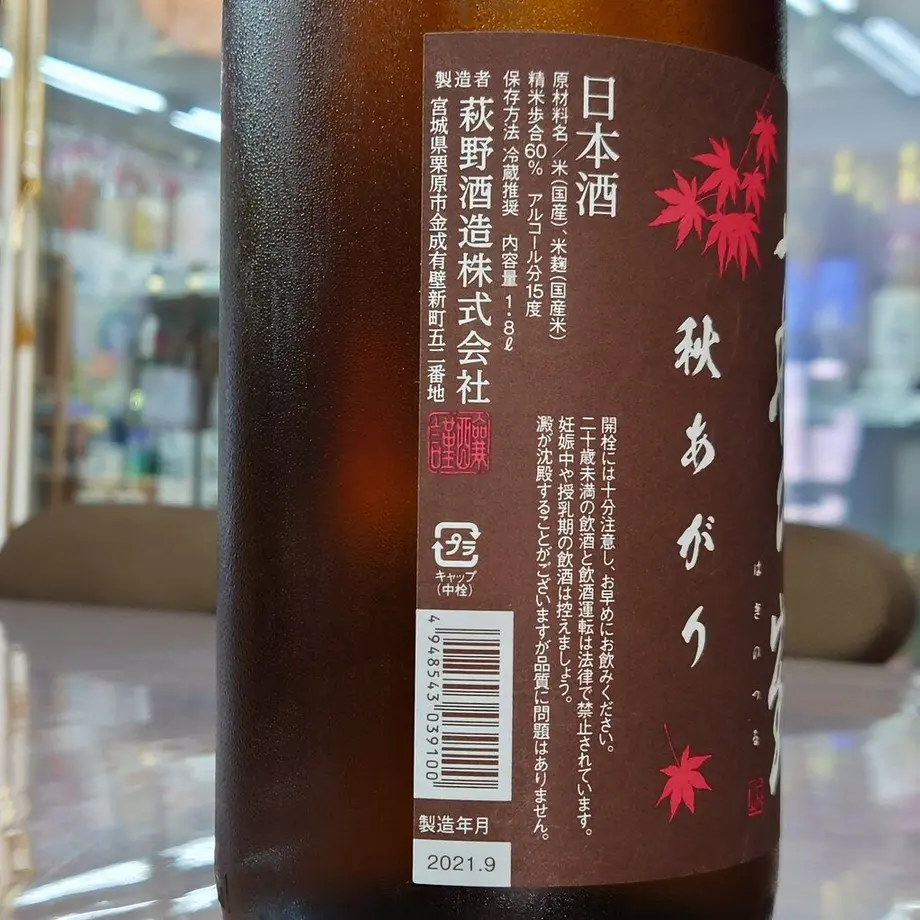 はぎのつる
秋あがり
日本酒
原材料名／米(国産)、米麹(国産米)
精米歩合60% アルコール分15度
保存方法 冷蔵推奨 内容量 1.8ℓ
製造者
萩野酒造株式会社
宮城県栗原市金成有壁新町五二番地
開栓には十分注意し、お早めにお飲みください。
二十歳未満の飲酒と飲酒運転は法律で禁止されています。
妊娠中や授乳期の飲酒は控えましょう。
澱が沈殿することがございますが品質に問題はありません。
プラ
キャップ
(中栓)
4 948543 039100
製造年月
2021.9